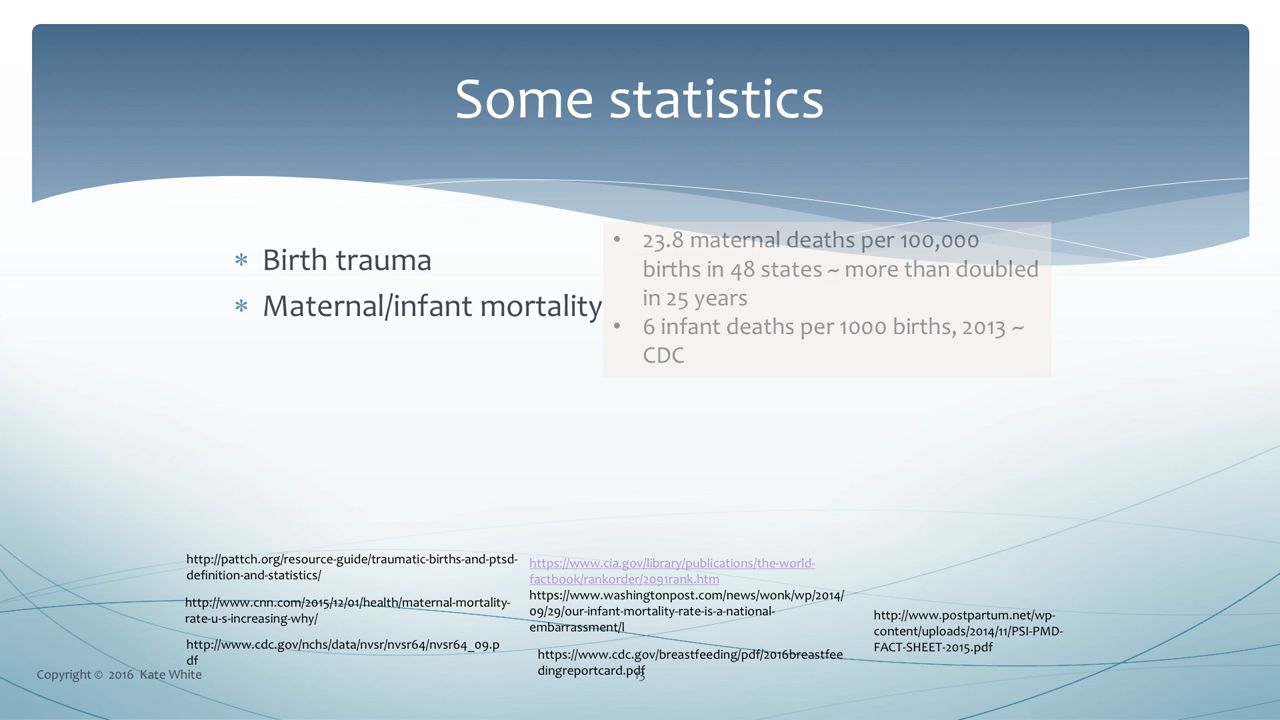 Some statistics
* Birth trauma
* Maternal/infant mortality
• 23.8 maternal deaths per 100,000
births in 48 states ~ more than doubled
in 25 years
• 6 infant deaths per 1000 births, 2013 ~
CDC
http://pattch.org/resource-guide/traumatic-births-and-ptsd-
definition-and-statistics/
http://www.cnn.com/2015/12/01/health/maternal-mortality-
rate-u-s-increasing-why/
http://www.cdc.gov/nchs/data/nvsr/nvsr64/nvsr64_09.p
df
https://www.cia.gov/library/publications/the-world-
factbook/rankorder/2091rank.htm
https://www.washingtonpost.com/news/wonk/wp/2014/
09/29/our-infant-mortality-rate-is-a-national-
embarrassment/l
https://www.cdc.gov/breastfeeding/pdf/2016breastfee
dingreportcard.pdf
http://www.postpartum.net/wp-
content/uploads/2014/11/PSI-PMD-
FACT-SHEET-2015.pdf
Copyright © 2016 Kate White